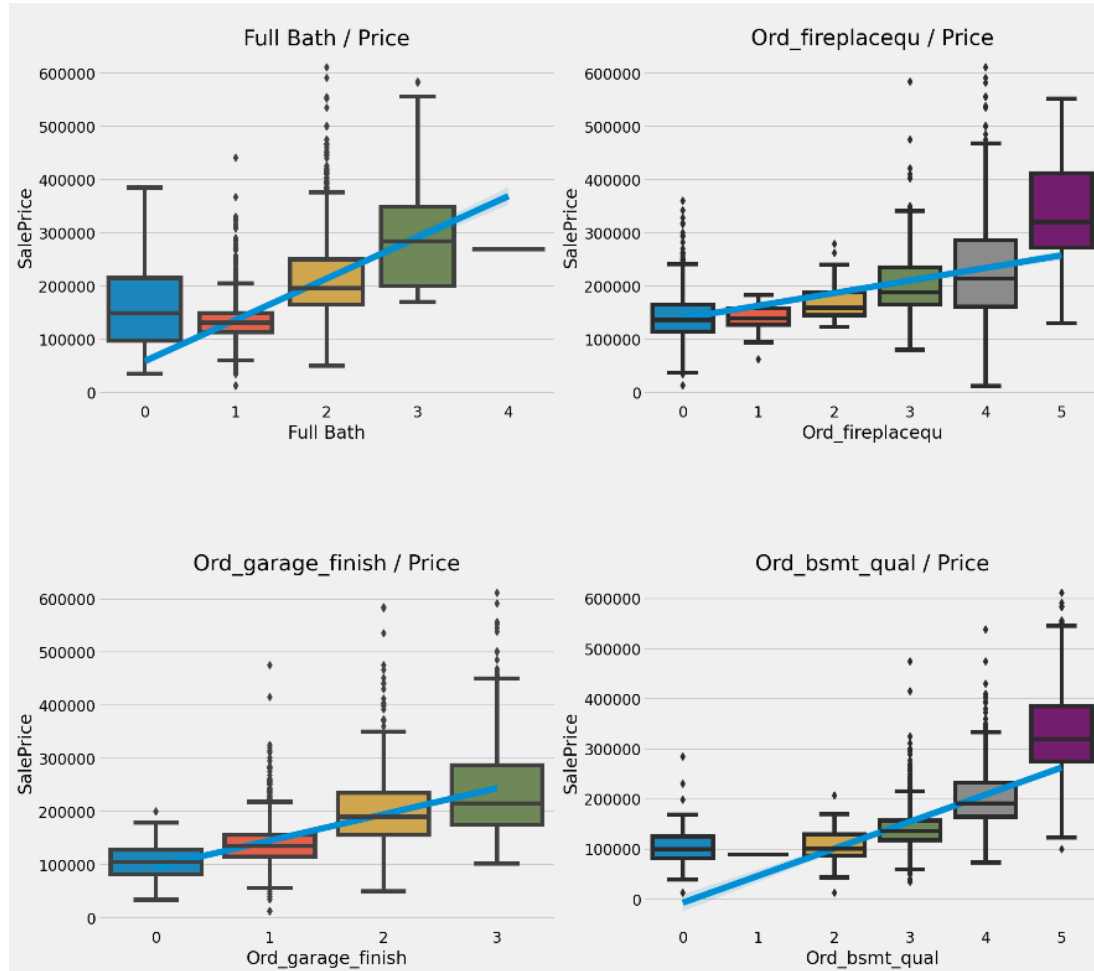 Full Bath / Price
600000
500000
400000
300000
200000
100000
0
SalePrice
0 1 2 3 4
Full Bath
Ord_fireplacequ / Price
600000
500000
400000
300000
200000
100000
0
SalePrice
0 1 2 3 4 5
Ord_fireplacequ
Ord_garage_finish / Price
600000
500000
400000
300000
200000
100000
0
SalePrice
0 1 2 3
Ord_garage_finish
Ord_bsmt_qual / Price
600000
500000
400000
300000
200000
100000
0
SalePrice
0 1 2 3 4 5
Ord_bsmt_qual